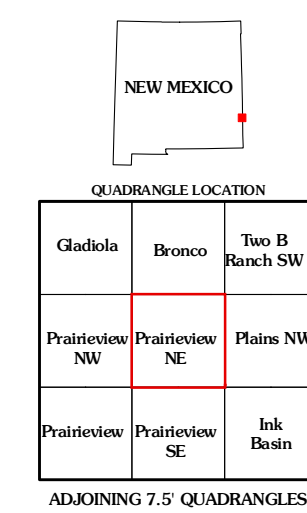 NEW MEXICO
QUADRANGLE LOCATION
Gladiola
Bronco
Two B
Ranch SW
Prairieview
NW
Prairieview
NE
Plains NW
Prairieview
Prairieview
SE
Ink
Basin
ADJOINING 7.5' QUADRANGLES